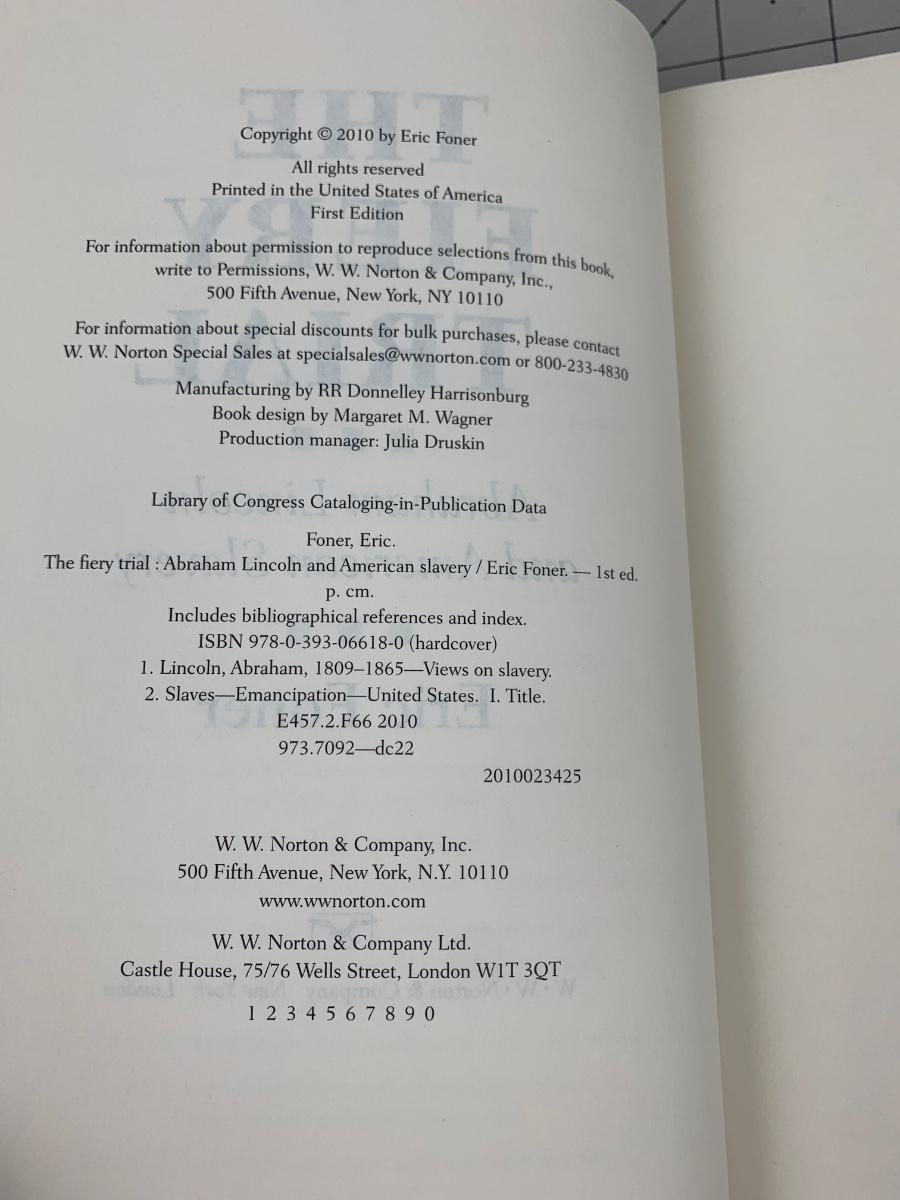 Copyright © 2010 by Eric Foner
All rights reserved
Printed in the United States of America
First Edition
For information about permission to reproduce selections from this book,
write to Permissions, W. W. Norton & Company, Inc.,
500 Fifth Avenue, New York, NY 10110
For information about special discounts for bulk purchases, please contact
W. W. Norton Special Sales at specialsales@wwnorton.com or 800-233-4830
Manufacturing by RR Donnelley Harrisonburg
Book design by Margaret M. Wagner
Production manager: Julia Druskin
Library of Congress Cataloging-in-Publication Data
Foner, Eric.
The fiery trial : Abraham Lincoln and American slavery / Eric Foner. — 1st ed.
p. cm.
Includes bibliographical references and index.
ISBN 978-0-393-06618-0 (hardcover)
1. Lincoln, Abraham, 1809–1865—Views on slavery.
2. Slaves—Emancipation—United States. I. Title.
E457.2.F66 2010
973.7092—dc22
2010023425
W. W. Norton & Company, Inc.
500 Fifth Avenue, New York, N.Y. 10110
www.wwnorton.com
W. W. Norton & Company Ltd.
Castle House, 75/76 Wells Street, London W1T 3QT
1 2 3 4 5 6 7 8 9 0